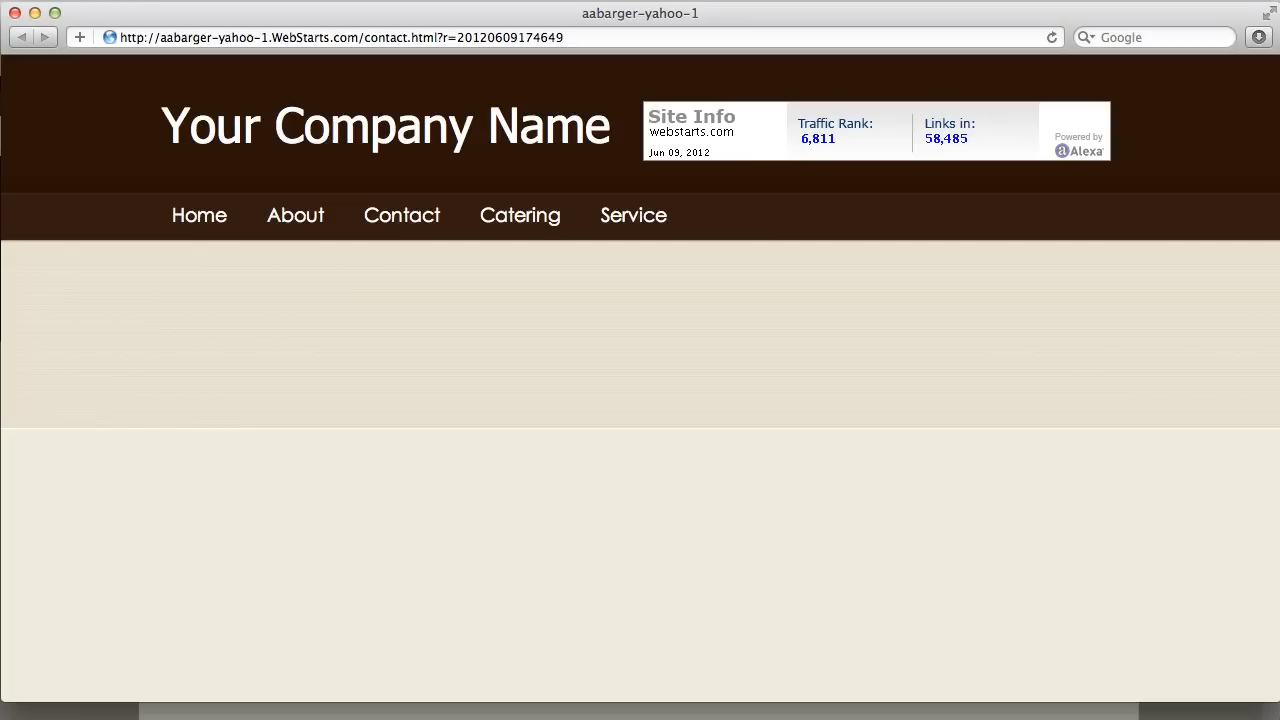 aabarger-yahoo-1
http://aabarger-yahoo-1.WebStarts.com/contact.html?r=20120609174649
Google
Your Company Name
Site Info
webstarts.com
Jun 09, 2012
Traffic Rank:
6,811
Links in:
58,485
Powered by
a Alexa
Home About Contact Catering Service